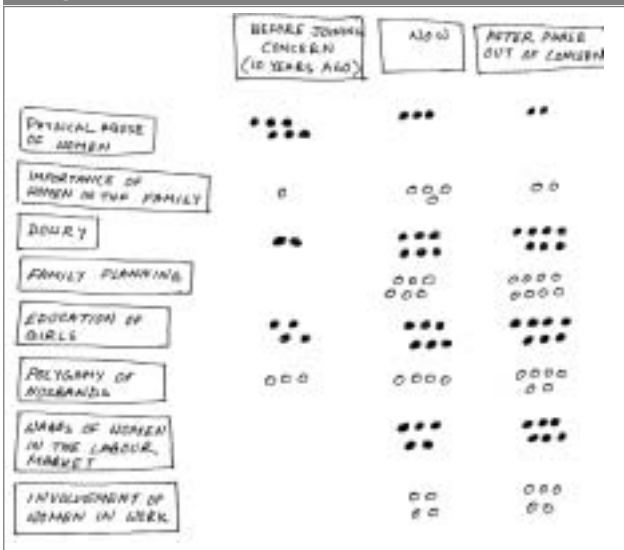 BEFORE JOINING
CONCERN
(10 YEARS AGO)
NOW
AFTER PHASE
OUT OF CONCERN
PHYSICAL ABUSE
OF WOMEN
IMPORTANCE OF
WOMEN IN THE FAMILY
DOURY
FAMILY PLANNING
EDUCATION OF
GIRLS
POLYGAMY OF
HUSBANDS
WAGES OF WOMEN
IN THE LABOUR
MARKET
INVOLVEMENT OF
WOMEN IN WORK